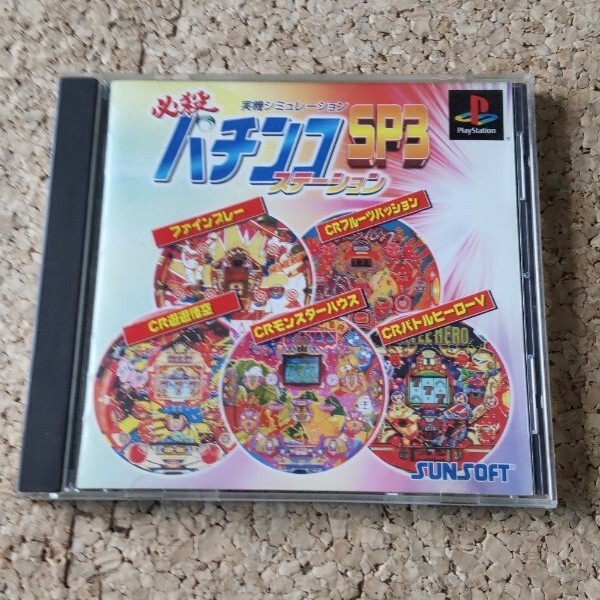 実機シミュレーション
必殺
パチンコ
SP3
ステーション
PlayStation
ファインプレー
CRフルーツパッション
CR遊遊悟空
CRモンスターハウス
CRバトルヒーローV
HERO
SUNSOFT